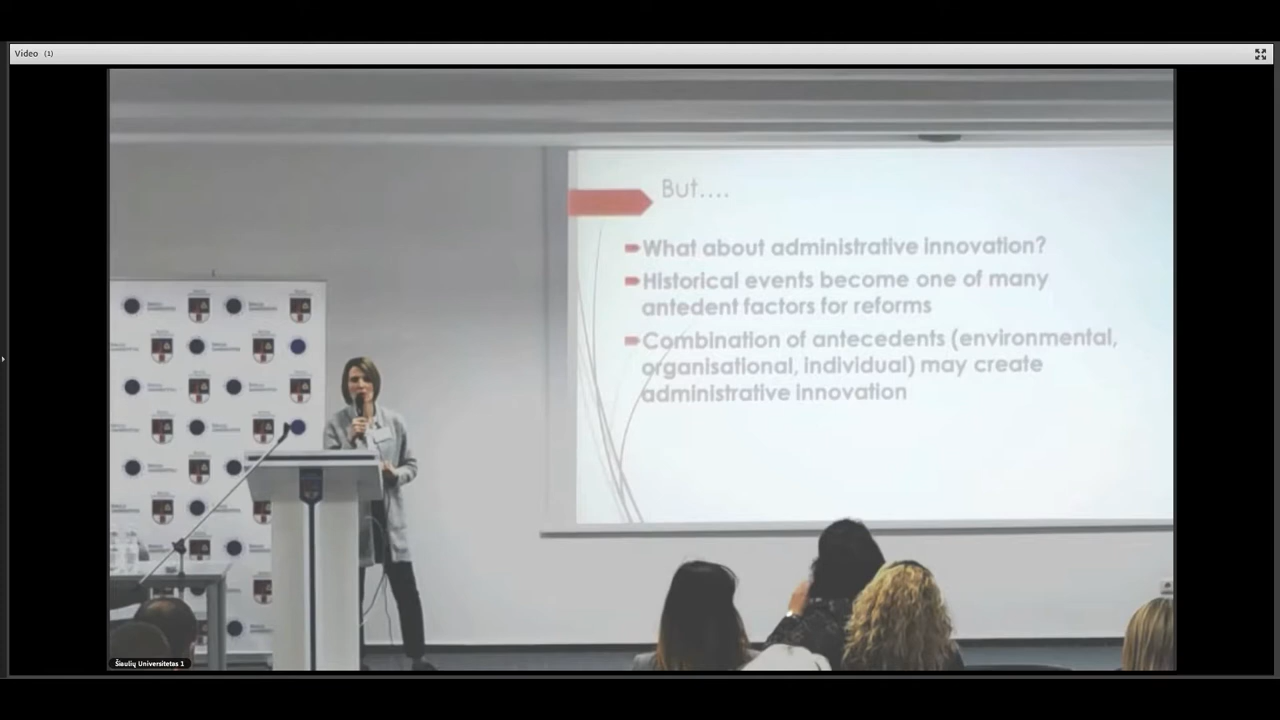 Video (1)
But....
What about administrative innovation?
Historical events become one of many
antedent factors for reforms
Combination of antecedents (environmental,
organisational, individual) may create
administrative innovation
Šiaulių Universitetas 1